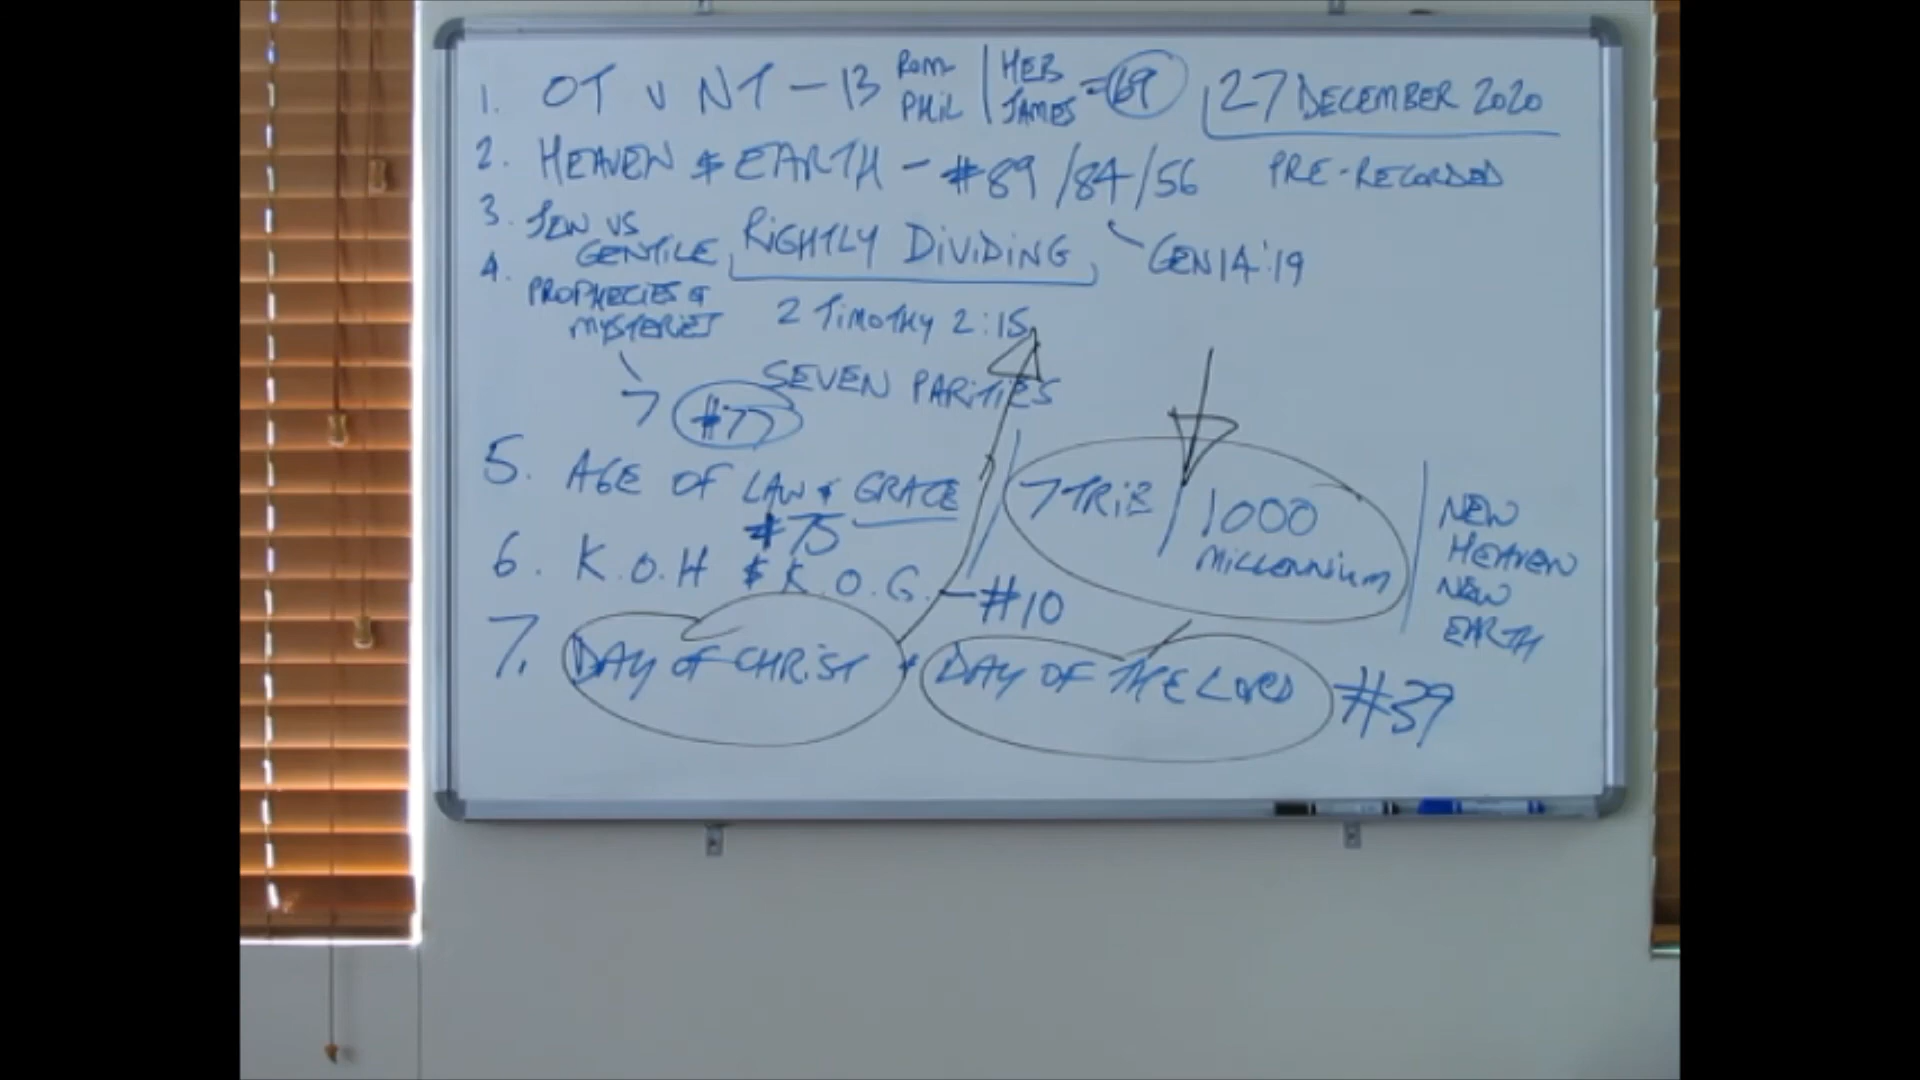 1. OT V NT - 13 ROM PHIL | HEB JAMES = 69
27 DECEMBER 2020
PRE-RECORDED
2. HEAVEN & EARTH - #89/84/56
GEN 14:19
3. JEW VS
GENTILE
RIGHTLY DIVIDING
2 TIMOTHY 2:15
SEVEN PARITIES
4. PROPHECIES &
MYSTERIES
7 #77
5. AGE OF LAW & GRACE
#75
7 TRIB
1000
MILLENNIUM
NEW
HEAVEN
NEW
EARTH
6. K.O.H & K.O.G. - #10
7. DAY OF CHRIST & DAY OF THE LORD #39